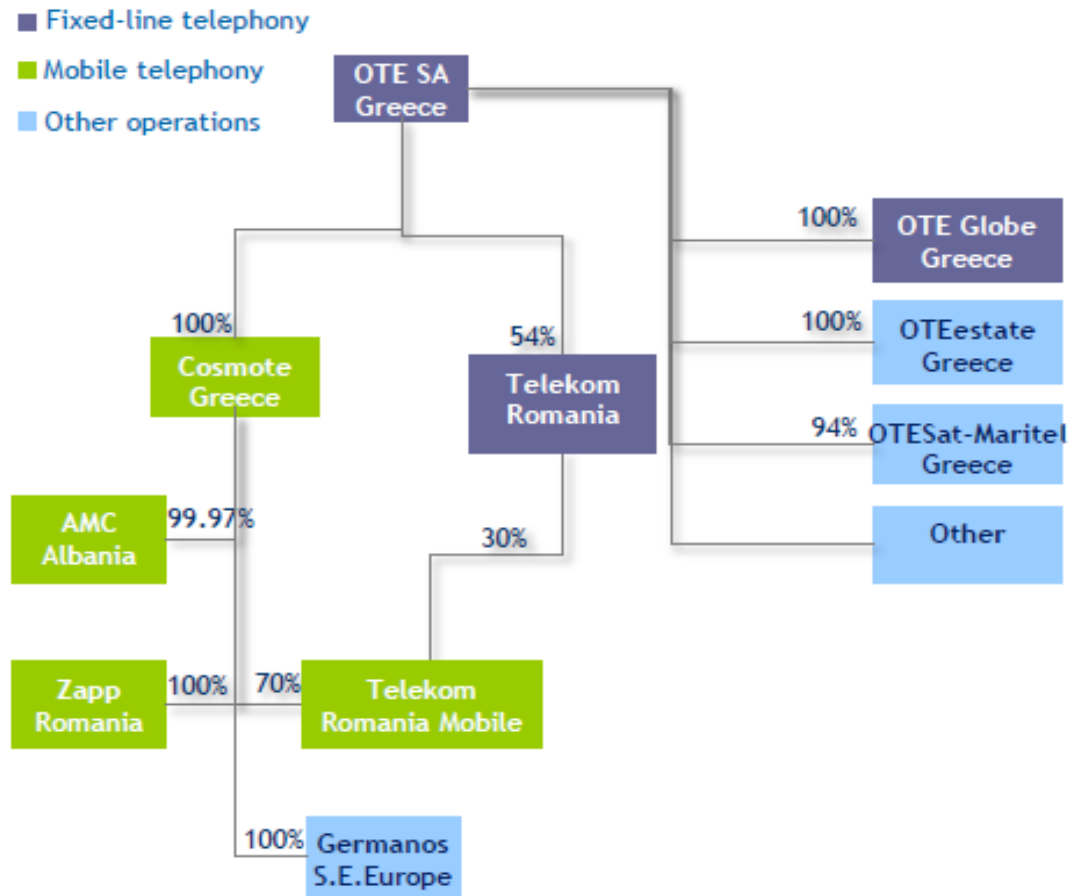 Fixed-line telephony
Mobile telephony
Other operations
OTE SA
Greece
100%
OTE Globe
Greece
100%
OTEestate
Greece
94%
OTESat-Maritel
Greece
Other
100%
Cosmote
Greece
54%
Telekom
Romania
AMC
Albania
99.97%
30%
Zapp
Romania
100%
70%
Telekom
Romania Mobile
100%
Germanos
S.E.Europe